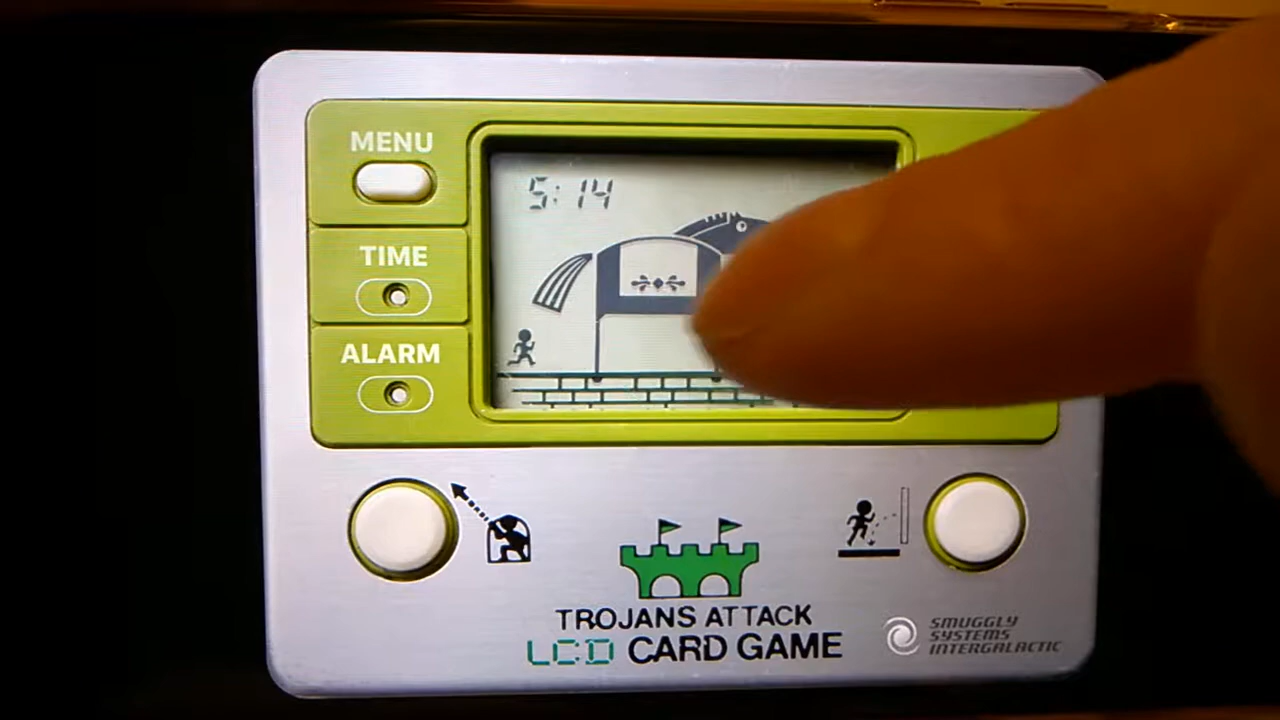 MENU
5:14
TIME
ALARM
TROJANS ATTACK
LCD CARD GAME
SMUGGLY
SYSTEMS
INTERGALACTIC